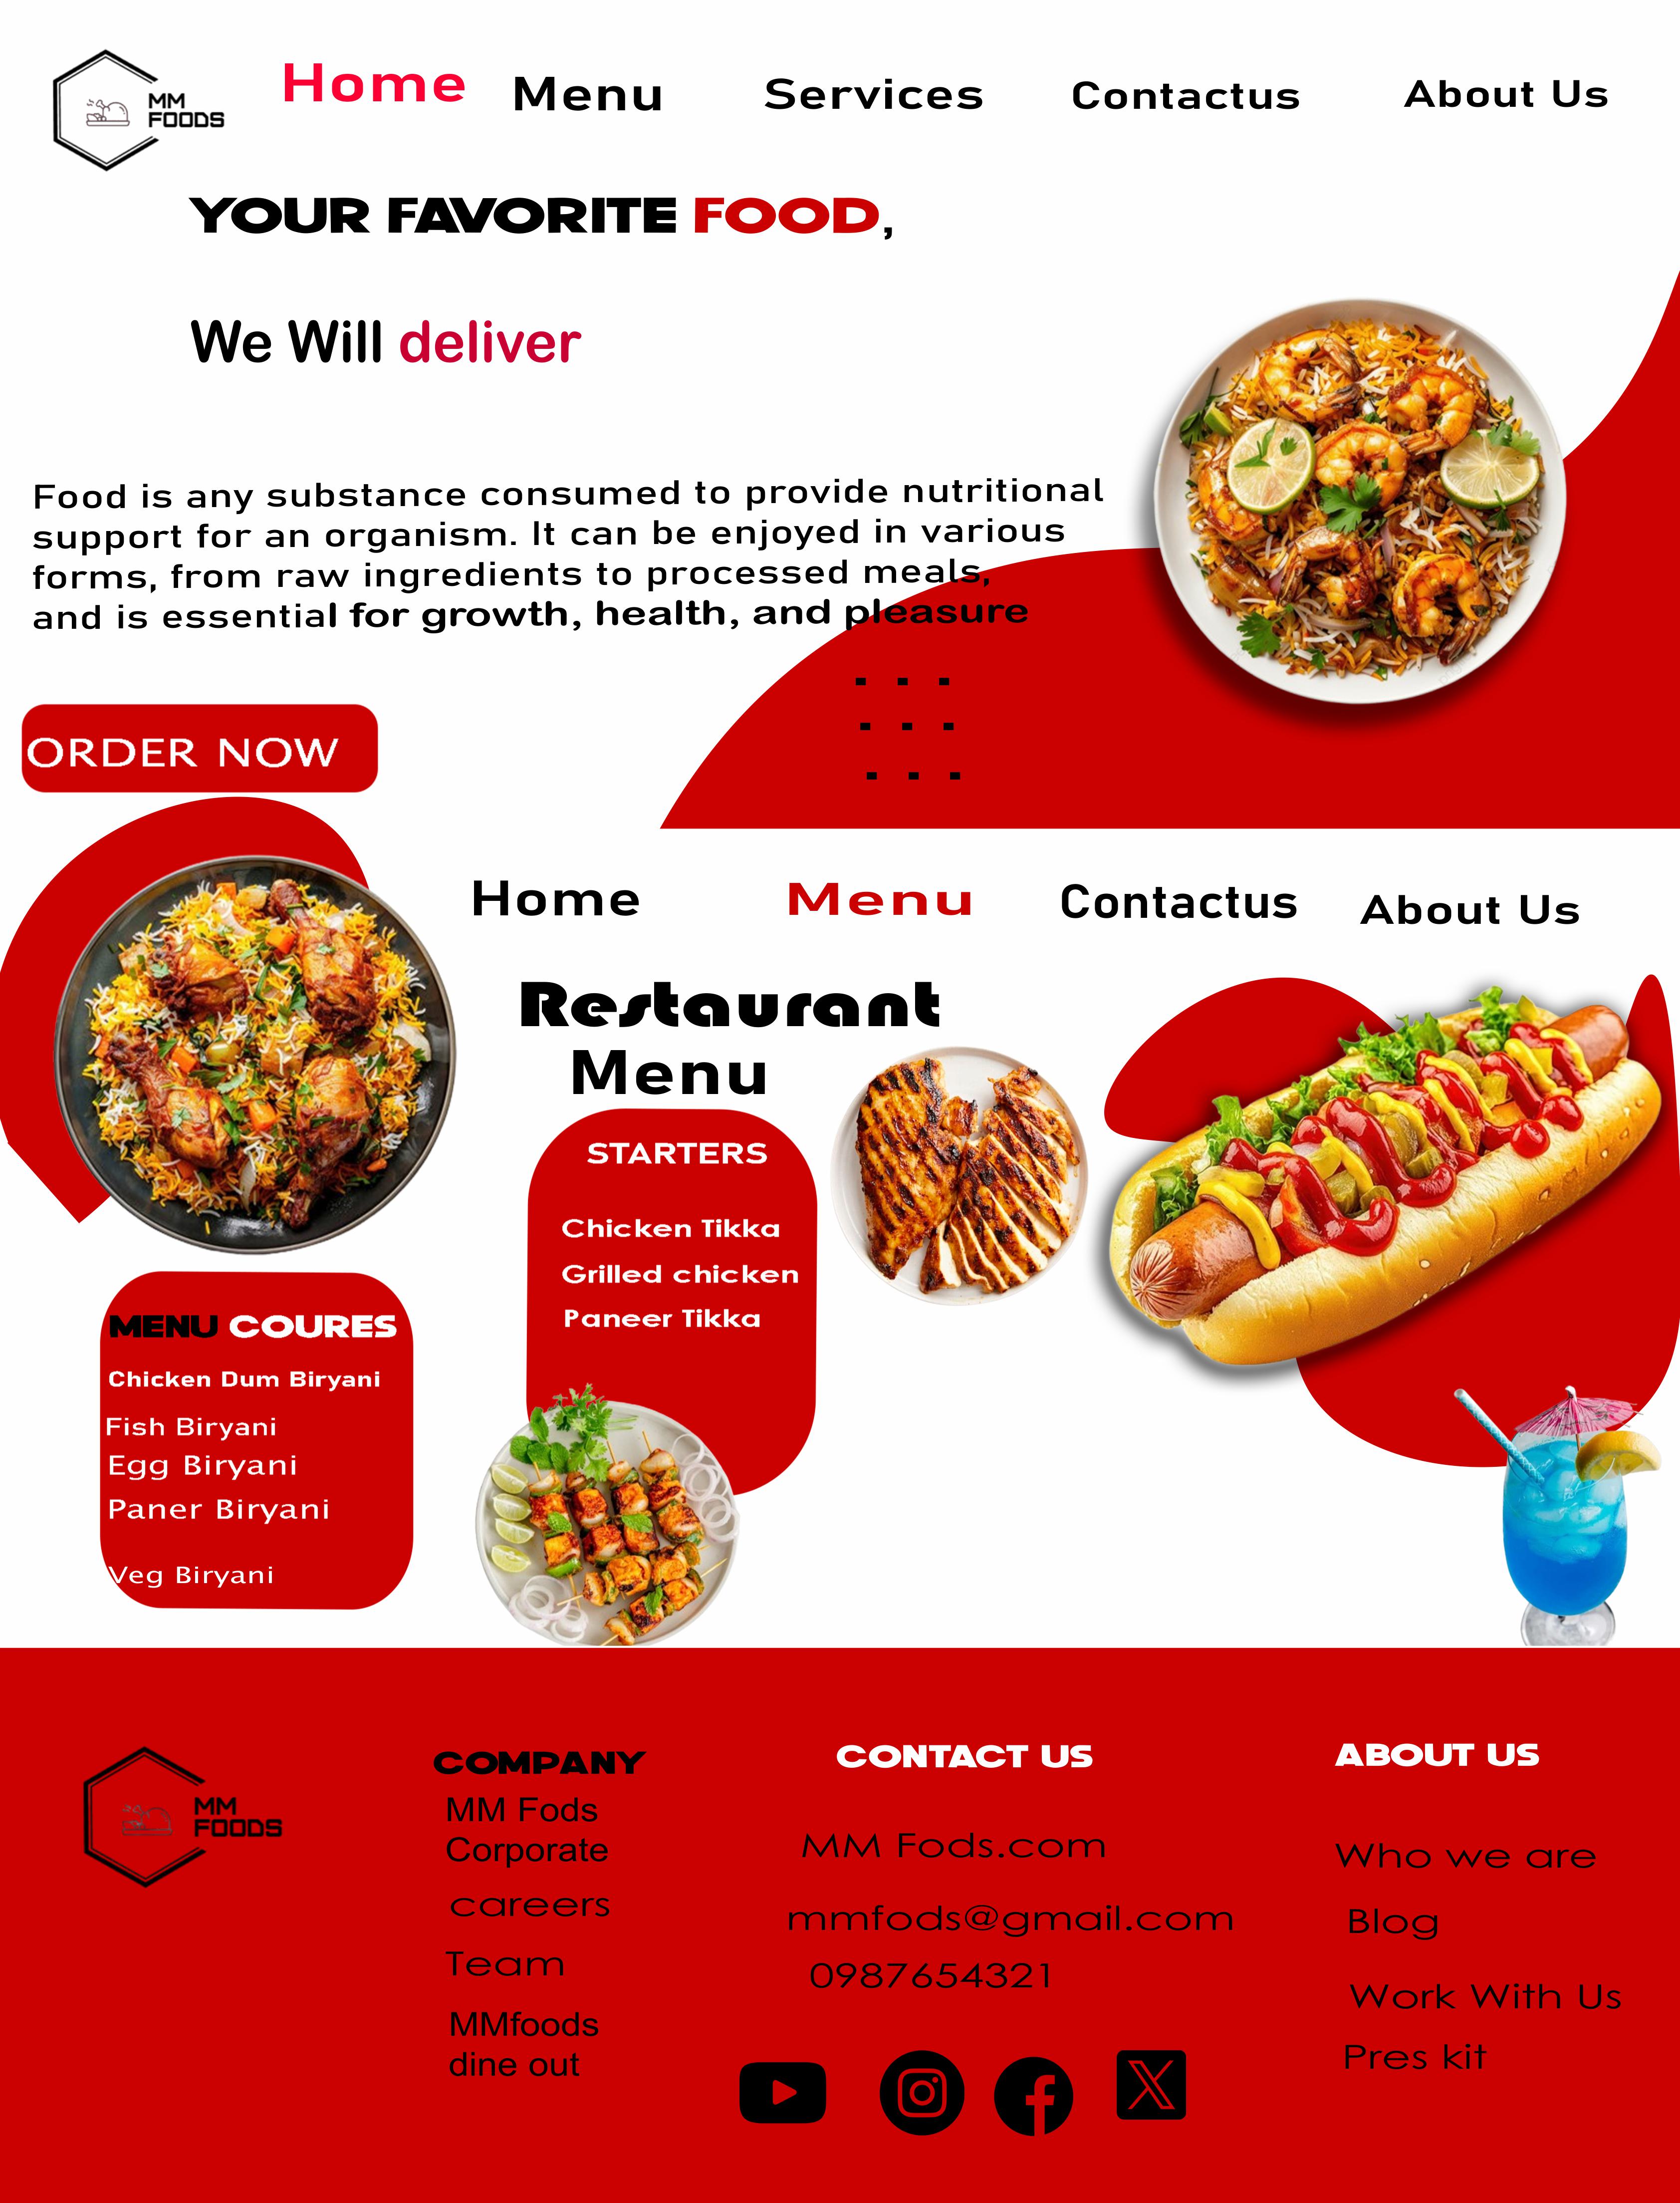 MM
FOODS
Home Menu Services Contactus About Us
YOUR FAVORITE FOOD,
We Will deliver
Food is any substance consumed to provide nutritional
support for an organism. It can be enjoyed in various
forms, from raw ingredients to processed meals,
and is essential for growth, health, and pleasure
ORDER NOW
Home Menu Contactus About Us
Restaurant
Menu
STARTERS
Chicken Tikka
Grilled chicken
Paneer Tikka
MENU COURES
Chicken Dum Biryani
Fish Biryani
Egg Biryani
Paner Biryani
Veg Biryani
MM
FOODS
COMPANY
MM Fods
Corporate
careers
Team
MMfoods
dine out
CONTACT US
MM Fods.com
mmfods@gmail.com
0987654321
ABOUT US
Who we are
Blog
Work With Us
Pres kit